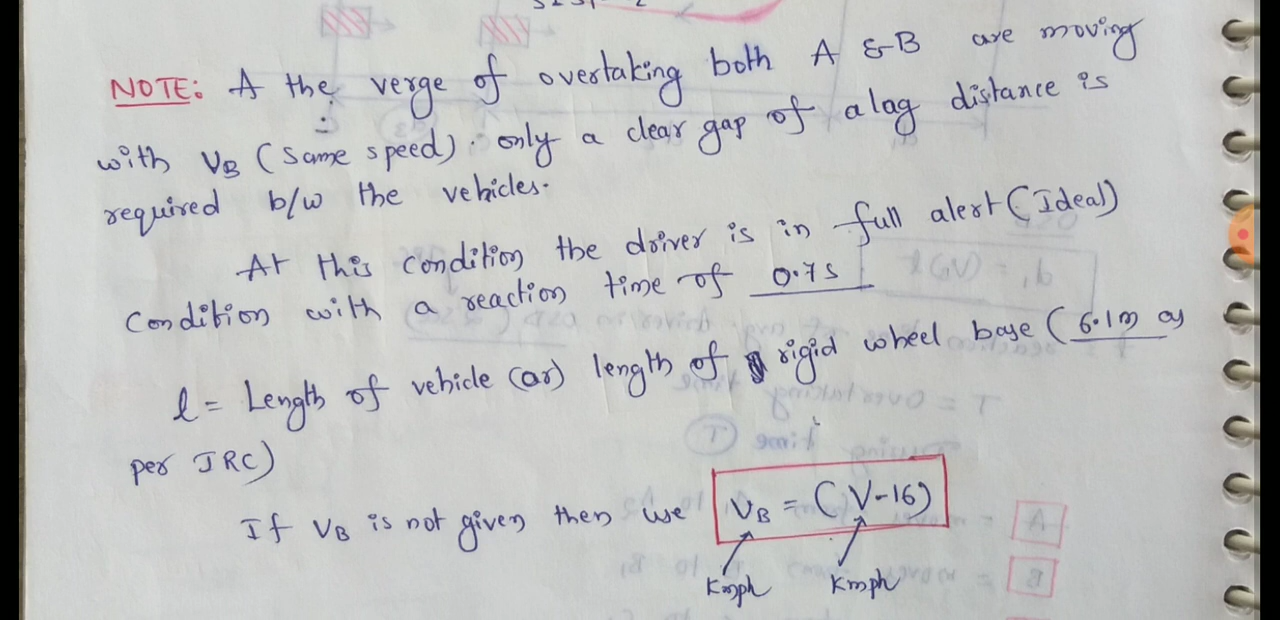 NOTE: A the verge of overtaking both A & B are moving
with VB (same speed). only a clear gap of a lag distance is
required b/w the vehicles.
At this condition the driver is in full alert (Ideal)
condition with a reaction time of 0.7s
l = Length of vehicle (or) length of rigid wheel base (6.1m as
per IRC)
If VB is not given then use VB = (V-16)
Kmph Kmph